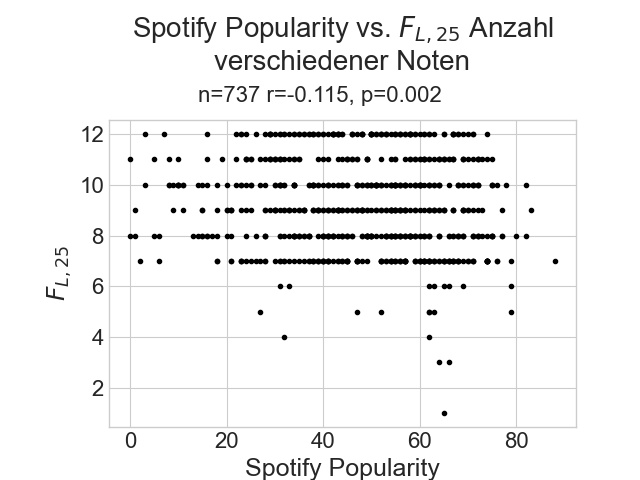 Spotify Popularity vs. F_{L, 25} Anzahl
verschiedener Noten
n=737 r=-0.115, p=0.002
12
10
8
6
4
2
F_{L, 25}
0 20 40 60 80
Spotify Popularity